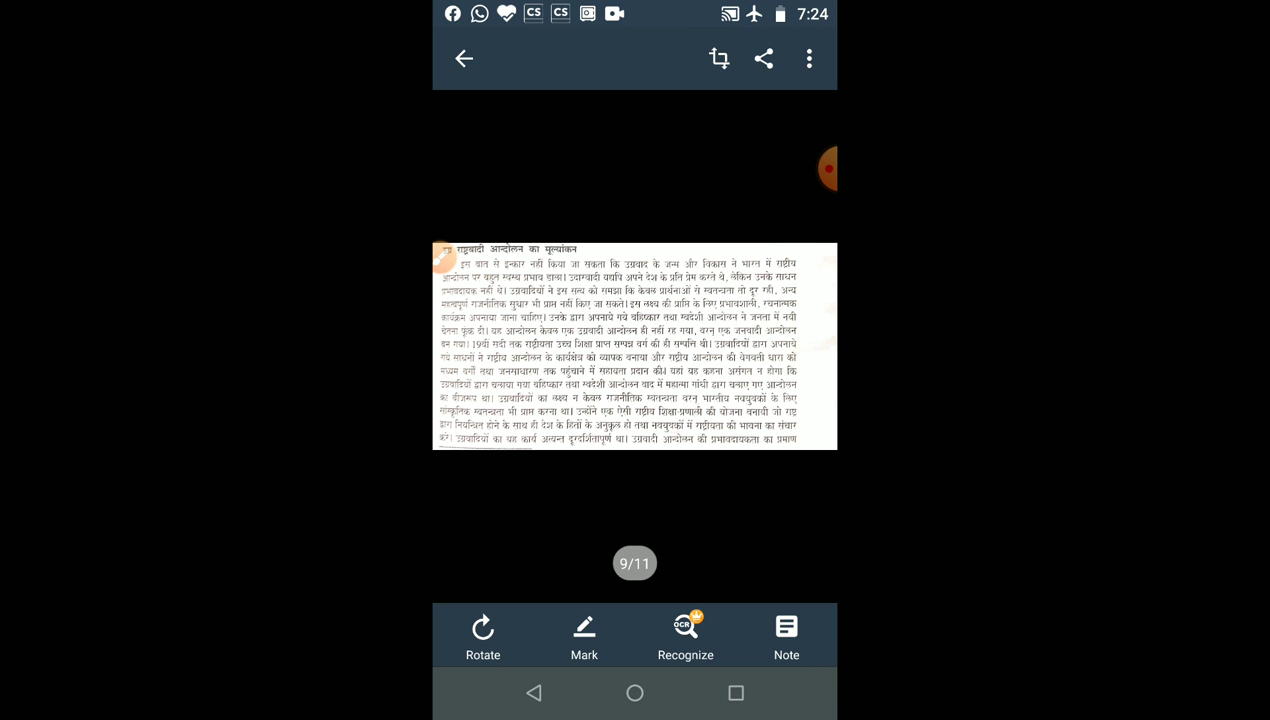 CS CS 7:24
राष्ट्रवादी आन्दोलन का मूल्यांकन
इस बात से इन्कार नहीं किया जा सकता कि उग्रवाद के जन्म और विकास ने भारत में राष्ट्रीय
आन्दोलन पर बहुत स्वस्थ प्रभाव डाला। उदारवादी यद्यपि अपने देश के प्रति प्रेम करते थे, लेकिन उनके साधन
प्रभावदायक नहीं थे। उग्रवादियों ने इस सत्य को समझा कि केवल प्रार्थनाओं से स्वतन्त्रता तो दूर रही, अन्य
महत्वपूर्ण राजनीतिक सुधार भी प्राप्त नहीं किए जा सकते। इस लक्ष्य की प्राप्ति के लिए प्रभावशाली, रचनात्मक
कार्यक्रम अपनाया जाना चाहिए। उनके द्वारा अपनाये गये बहिष्कार तथा स्वदेशी आन्दोलन ने जनता में नयी
चेतना फूंक दी। यह आन्दोलन केवल एक उग्रवादी आन्दोलन ही नहीं रह गया, वरन् एक जनवादी आन्दोलन
बन गया। 19वीं सदी तक राष्ट्रीयता उच्च शिक्षा प्राप्त सम्पन्न वर्ग की ही सम्पत्ति थी। उग्रवादियों द्वारा अपनाये
गये साधनों ने राष्ट्रीय आन्दोलन के कार्यक्षेत्र को व्यापक बनाया और राष्ट्रीय आन्दोलन की वेगवती धारा को
मध्यम वर्गों तथा जनसाधारण तक पहुंचाने में सहायता प्रदान की। यहां यह कहना असंगत न होगा कि
उग्रवादियों द्वारा चलाया गया बहिष्कार तथा स्वदेशी आन्दोलन बाद में महात्मा गांधी द्वारा चलाए गए आन्दोलन
का बीजरूप था। उग्रवादियों का लक्ष्य न केवल राजनीतिक स्वतन्त्रता वरन् भारतीय नवयुवकों के लिए
सांस्कृतिक स्वतन्त्रता भी प्राप्त करना था। उन्होंने एक ऐसी राष्ट्रीय शिक्षा-प्रणाली की योजना बनायी जो राष्ट्र
द्वारा नियन्त्रित होने के साथ ही देश के हितों के अनुकूल हो तथा नवयुवकों में राष्ट्रीयता की भावना का संचार
करे। उग्रवादियों का यह कार्य अत्यन्त दूरदर्शितापूर्ण था। उग्रवादी आन्दोलन की प्रभावदायकता का प्रमाण
9/11
OCR
Rotate Mark Recognize Note